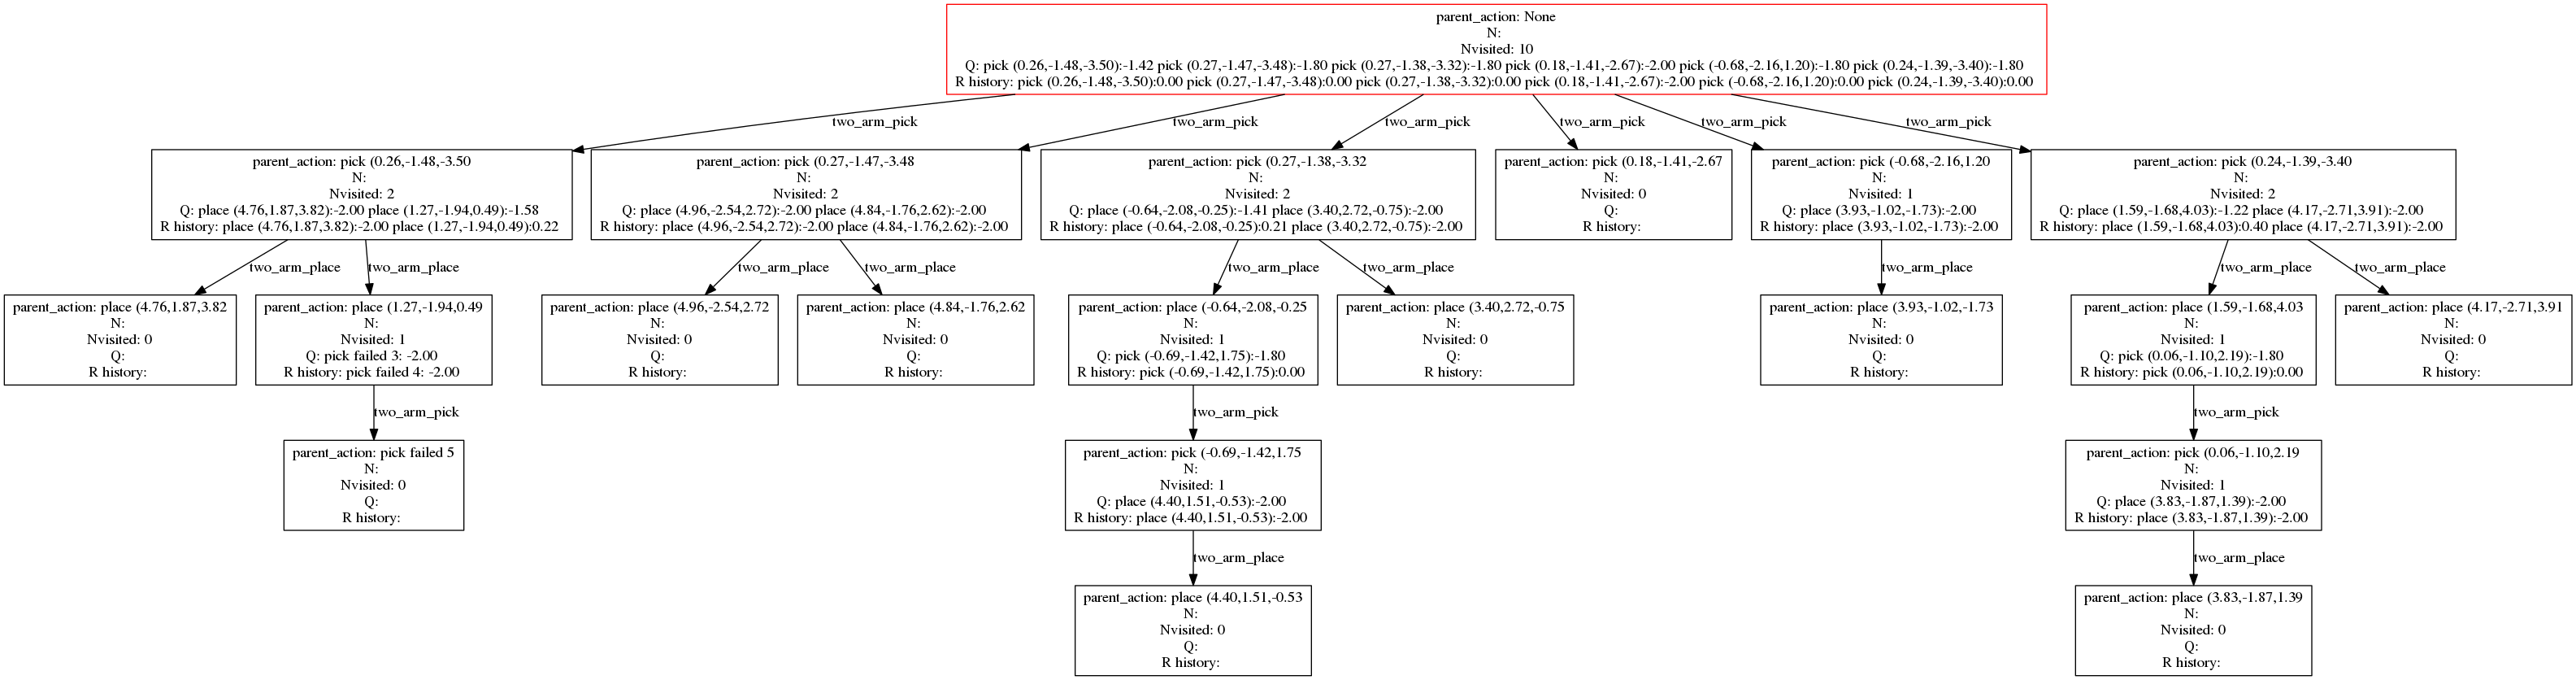 parent_action: None
N:
Nvisited: 10
Q: pick (0.26,-1.48,-3.50):-1.42 pick (0.27,-1.47,-3.48):-1.80 pick (0.27,-1.38,-3.32):-1.80 pick (0.18,-1.41,-2.67):-2.00 pick (-0.68,-2.16,1.20):-1.80 pick (0.24,-1.39,-3.40):-1.80
R history: pick (0.26,-1.48,-3.50):0.00 pick (0.27,-1.47,-3.48):0.00 pick (0.27,-1.38,-3.32):0.00 pick (0.18,-1.41,-2.67):-2.00 pick (-0.68,-2.16,1.20):0.00 pick (0.24,-1.39,-3.40):0.00
two_arm_pick
two_arm_pick
two_arm_pick
two_arm_pick
two_arm_pick
two_arm_pick
parent_action: pick (0.26,-1.48,-3.50
N:
Nvisited: 2
Q: place (4.76,1.87,3.82):-2.00 place (1.27,-1.94,0.49):-1.58
R history: place (4.76,1.87,3.82):-2.00 place (1.27,-1.94,0.49):0.22
parent_action: pick (0.27,-1.47,-3.48
N:
Nvisited: 2
Q: place (4.96,-2.54,2.72):-2.00 place (4.84,-1.76,2.62):-2.00
R history: place (4.96,-2.54,2.72):-2.00 place (4.84,-1.76,2.62):-2.00
parent_action: pick (0.27,-1.38,-3.32
N:
Nvisited: 2
Q: place (-0.64,-2.08,-0.25):-1.41 place (3.40,2.72,-0.75):-2.00
R history: place (-0.64,-2.08,-0.25):0.21 place (3.40,2.72,-0.75):-2.00
parent_action: pick (0.18,-1.41,-2.67
N:
Nvisited: 0
Q:
R history:
parent_action: pick (-0.68,-2.16,1.20
N:
Nvisited: 1
Q: place (3.93,-1.02,-1.73):-2.00
R history: place (3.93,-1.02,-1.73):-2.00
parent_action: pick (0.24,-1.39,-3.40
N:
Nvisited: 2
Q: place (1.59,-1.68,4.03):-1.22 place (4.17,-2.71,3.91):-2.00
R history: place (1.59,-1.68,4.03):0.40 place (4.17,-2.71,3.91):-2.00
two_arm_place
two_arm_place
two_arm_place
two_arm_place
two_arm_place
two_arm_place
two_arm_place
two_arm_place
two_arm_place
parent_action: place (4.76,1.87,3.82
N:
Nvisited: 0
Q:
R history:
parent_action: place (1.27,-1.94,0.49
N:
Nvisited: 1
Q: pick failed 3: -2.00
R history: pick failed 4: -2.00
parent_action: place (4.96,-2.54,2.72
N:
Nvisited: 0
Q:
R history:
parent_action: place (4.84,-1.76,2.62
N:
Nvisited: 0
Q:
R history:
parent_action: place (-0.64,-2.08,-0.25
N:
Nvisited: 1
Q: pick (-0.69,-1.42,1.75):-1.80
R history: pick (-0.69,-1.42,1.75):0.00
parent_action: place (3.40,2.72,-0.75
N:
Nvisited: 0
Q:
R history:
parent_action: place (3.93,-1.02,-1.73
N:
Nvisited: 0
Q:
R history:
parent_action: place (1.59,-1.68,4.03
N:
Nvisited: 1
Q: pick (0.06,-1.10,2.19):-1.80
R history: pick (0.06,-1.10,2.19):0.00
parent_action: place (4.17,-2.71,3.91
N:
Nvisited: 0
Q:
R history:
two_arm_pick
two_arm_pick
two_arm_pick
parent_action: pick failed 5
N:
Nvisited: 0
Q:
R history:
parent_action: pick (-0.69,-1.42,1.75
N:
Nvisited: 1
Q: place (4.40,1.51,-0.53):-2.00
R history: place (4.40,1.51,-0.53):-2.00
parent_action: pick (0.06,-1.10,2.19
N:
Nvisited: 1
Q: place (3.83,-1.87,1.39):-2.00
R history: place (3.83,-1.87,1.39):-2.00
two_arm_place
two_arm_place
parent_action: place (4.40,1.51,-0.53
N:
Nvisited: 0
Q:
R history:
parent_action: place (3.83,-1.87,1.39
N:
Nvisited: 0
Q:
R history: